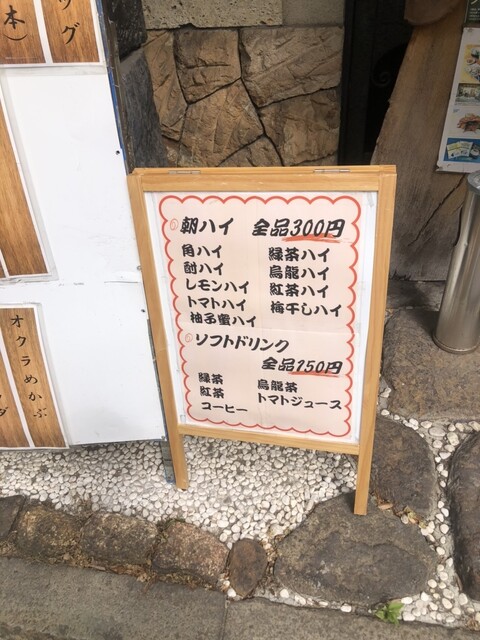 ッグ
本）
朝ハイ 全品300円
角ハイ 緑茶ハイ
酎ハイ 烏龍ハイ
レモンハイ 紅茶ハイ
トマトハイ 梅干しハイ
柚子蜜ハイ
ソフトドリンク
全品150円
緑茶 烏龍茶
紅茶 トマトジュース
コーヒー
オクラめかぶ